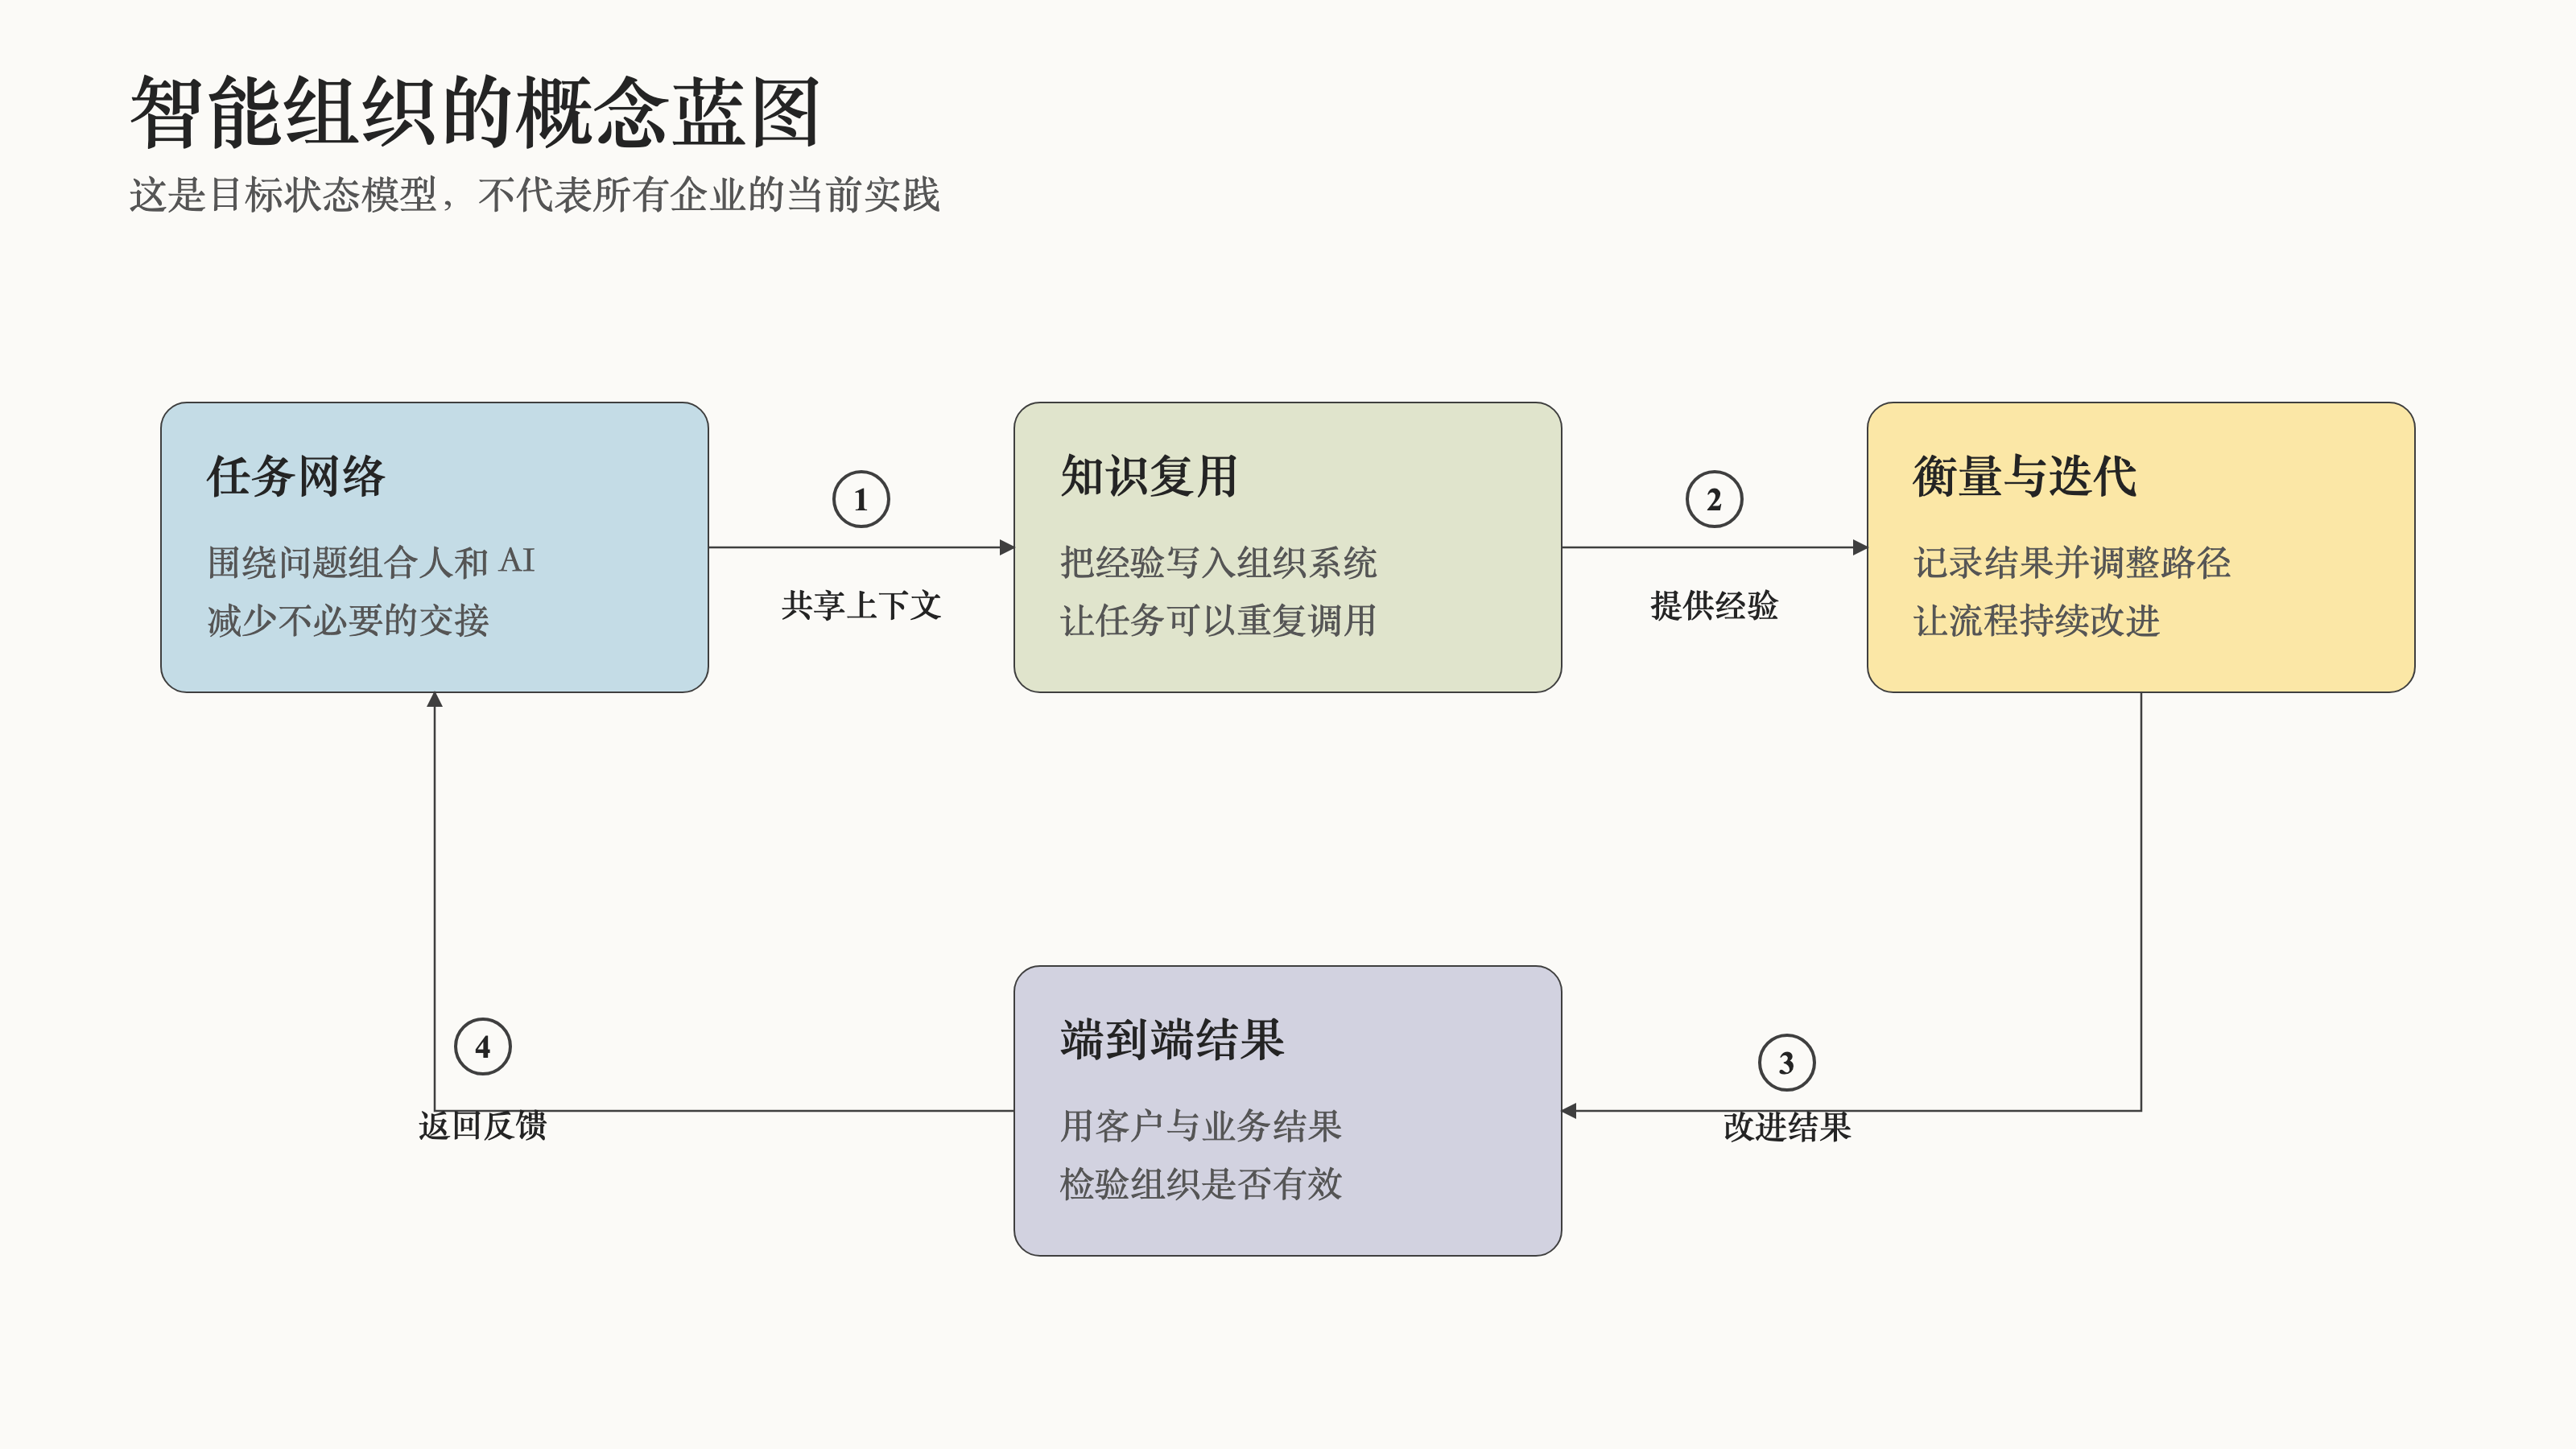 智能组织的概念蓝图
这是目标状态模型，不代表所有企业的当前实践
任务网络
围绕问题组合人和 AI
减少不必要的交接
1
共享上下文
知识复用
把经验写入组织系统
让任务可以重复调用
2
提供经验
衡量与迭代
记录结果并调整路径
让流程持续改进
3
改进结果
端到端结果
用客户与业务结果
检验组织是否有效
4
返回反馈